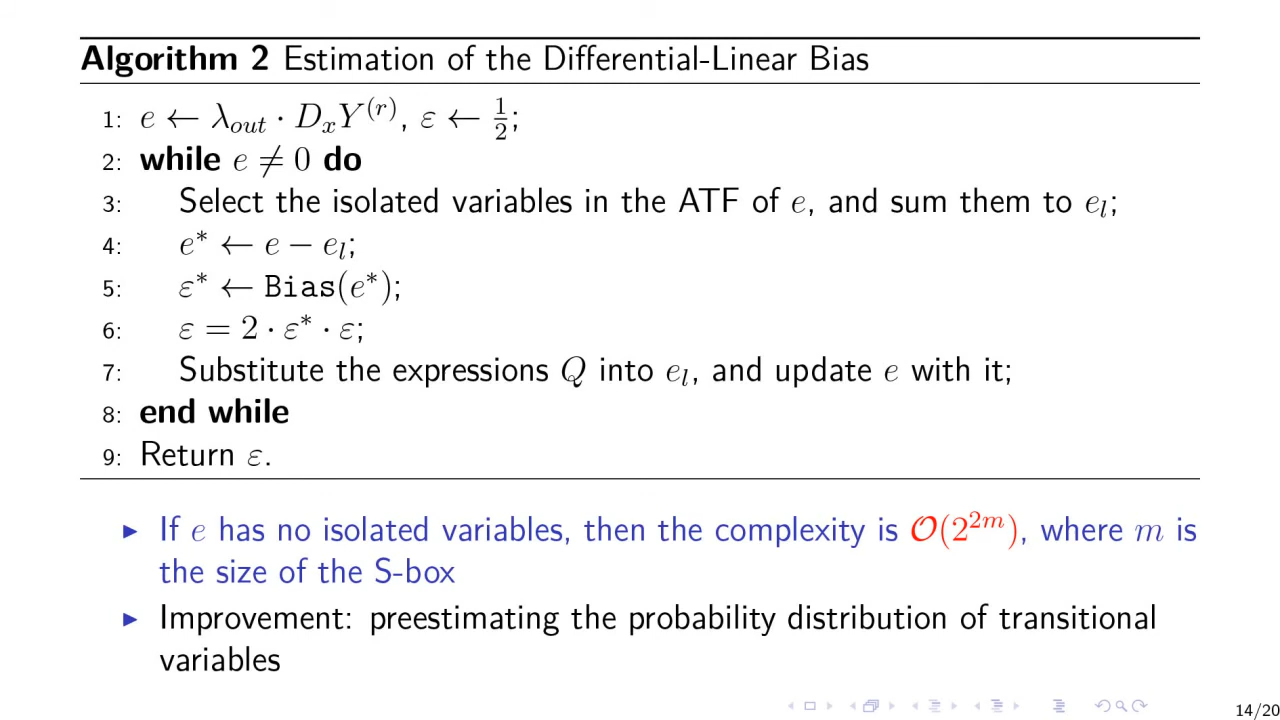 Algorithm 2 Estimation of the Differential-Linear Bias
1: e ← λ_out · D_xY^(r), ε ← 1/2;
2: while e ≠ 0 do
3: Select the isolated variables in the ATF of e, and sum them to e_l;
4: e* ← e − e_l;
5: ε* ← Bias(e*);
6: ε = 2 · ε* · ε;
7: Substitute the expressions Q into e_l, and update e with it;
8: end while
9: Return ε.
▶ If e has no isolated variables, then the complexity is O(2^{2m}), where m is
the size of the S-box
▶ Improvement: preestimating the probability distribution of transitional
variables
14/20